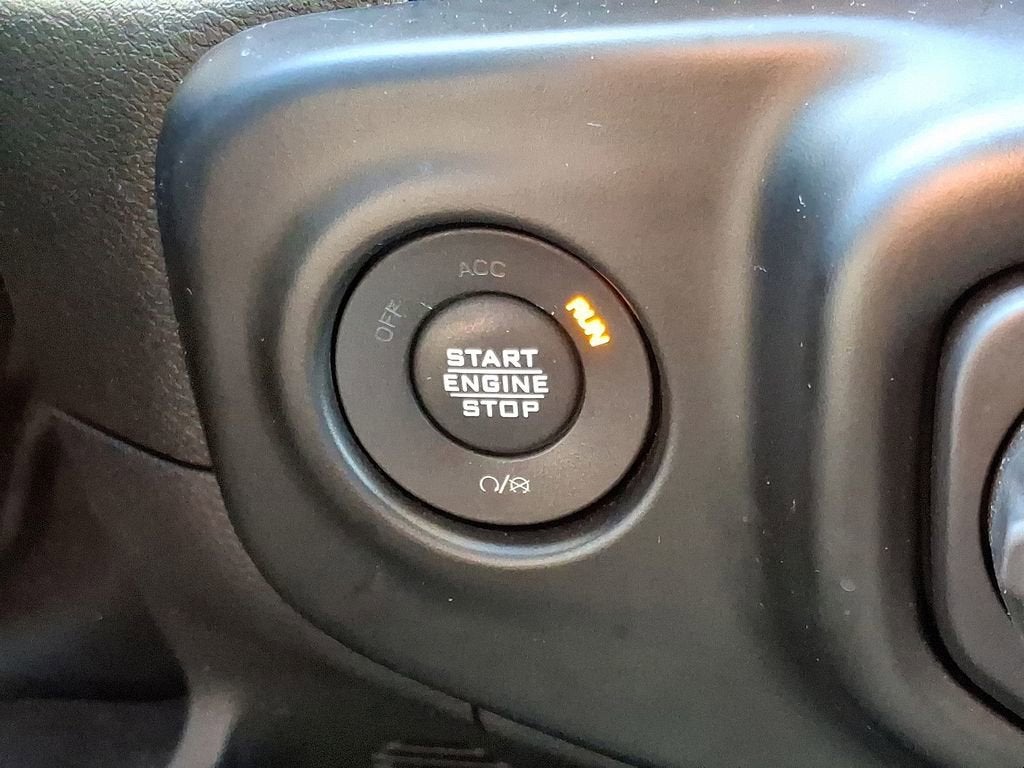 ACC
OFF
RUN
START
ENGINE
STOP